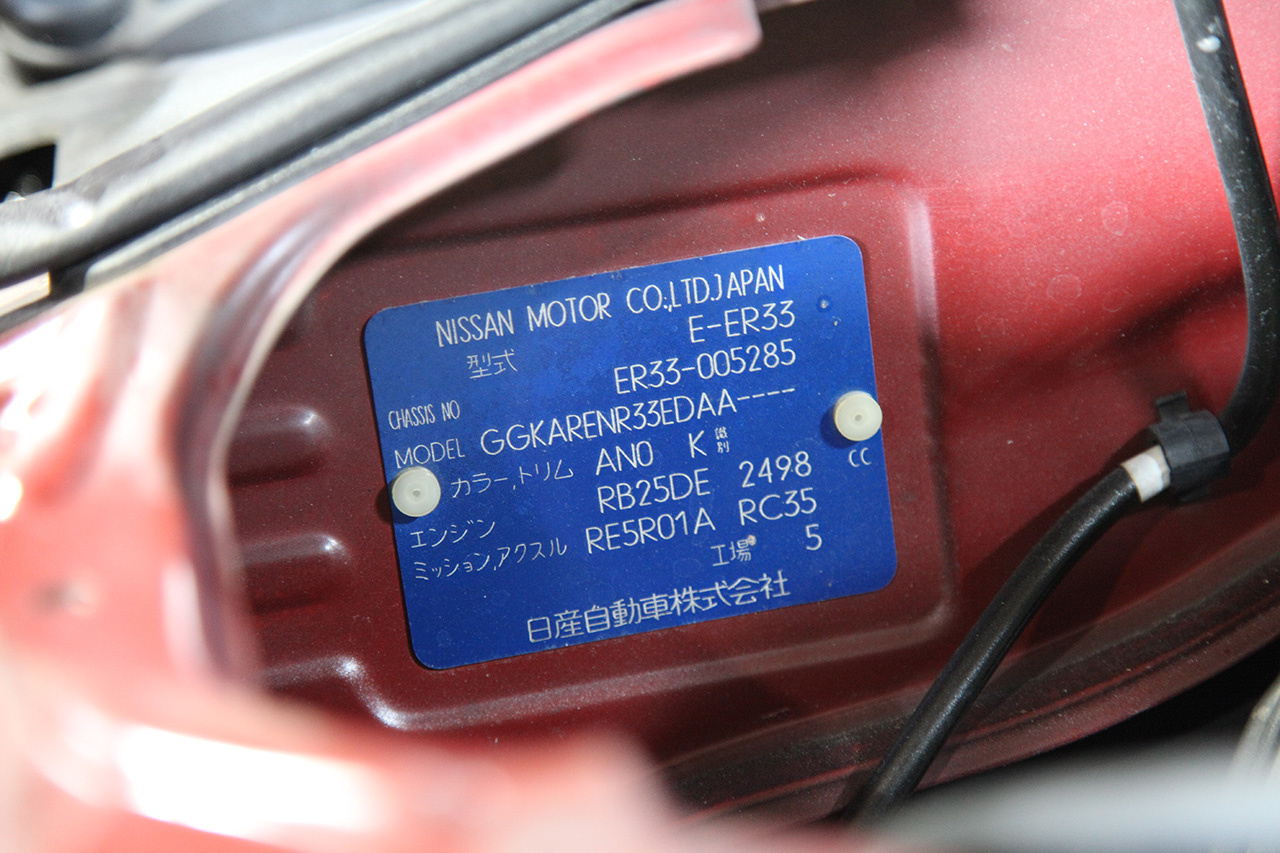 NISSAN MOTOR CO.,LTD.JAPAN
型式 E-ER33
CHASSIS NO ER33-005285
MODEL GGKARENR33EDAA----
カラー,トリム AN0 K 識別
エンジン RB25DE 2498 CC
ミッション,アクスル RE5R01A RC35
工場 5
日産自動車株式会社